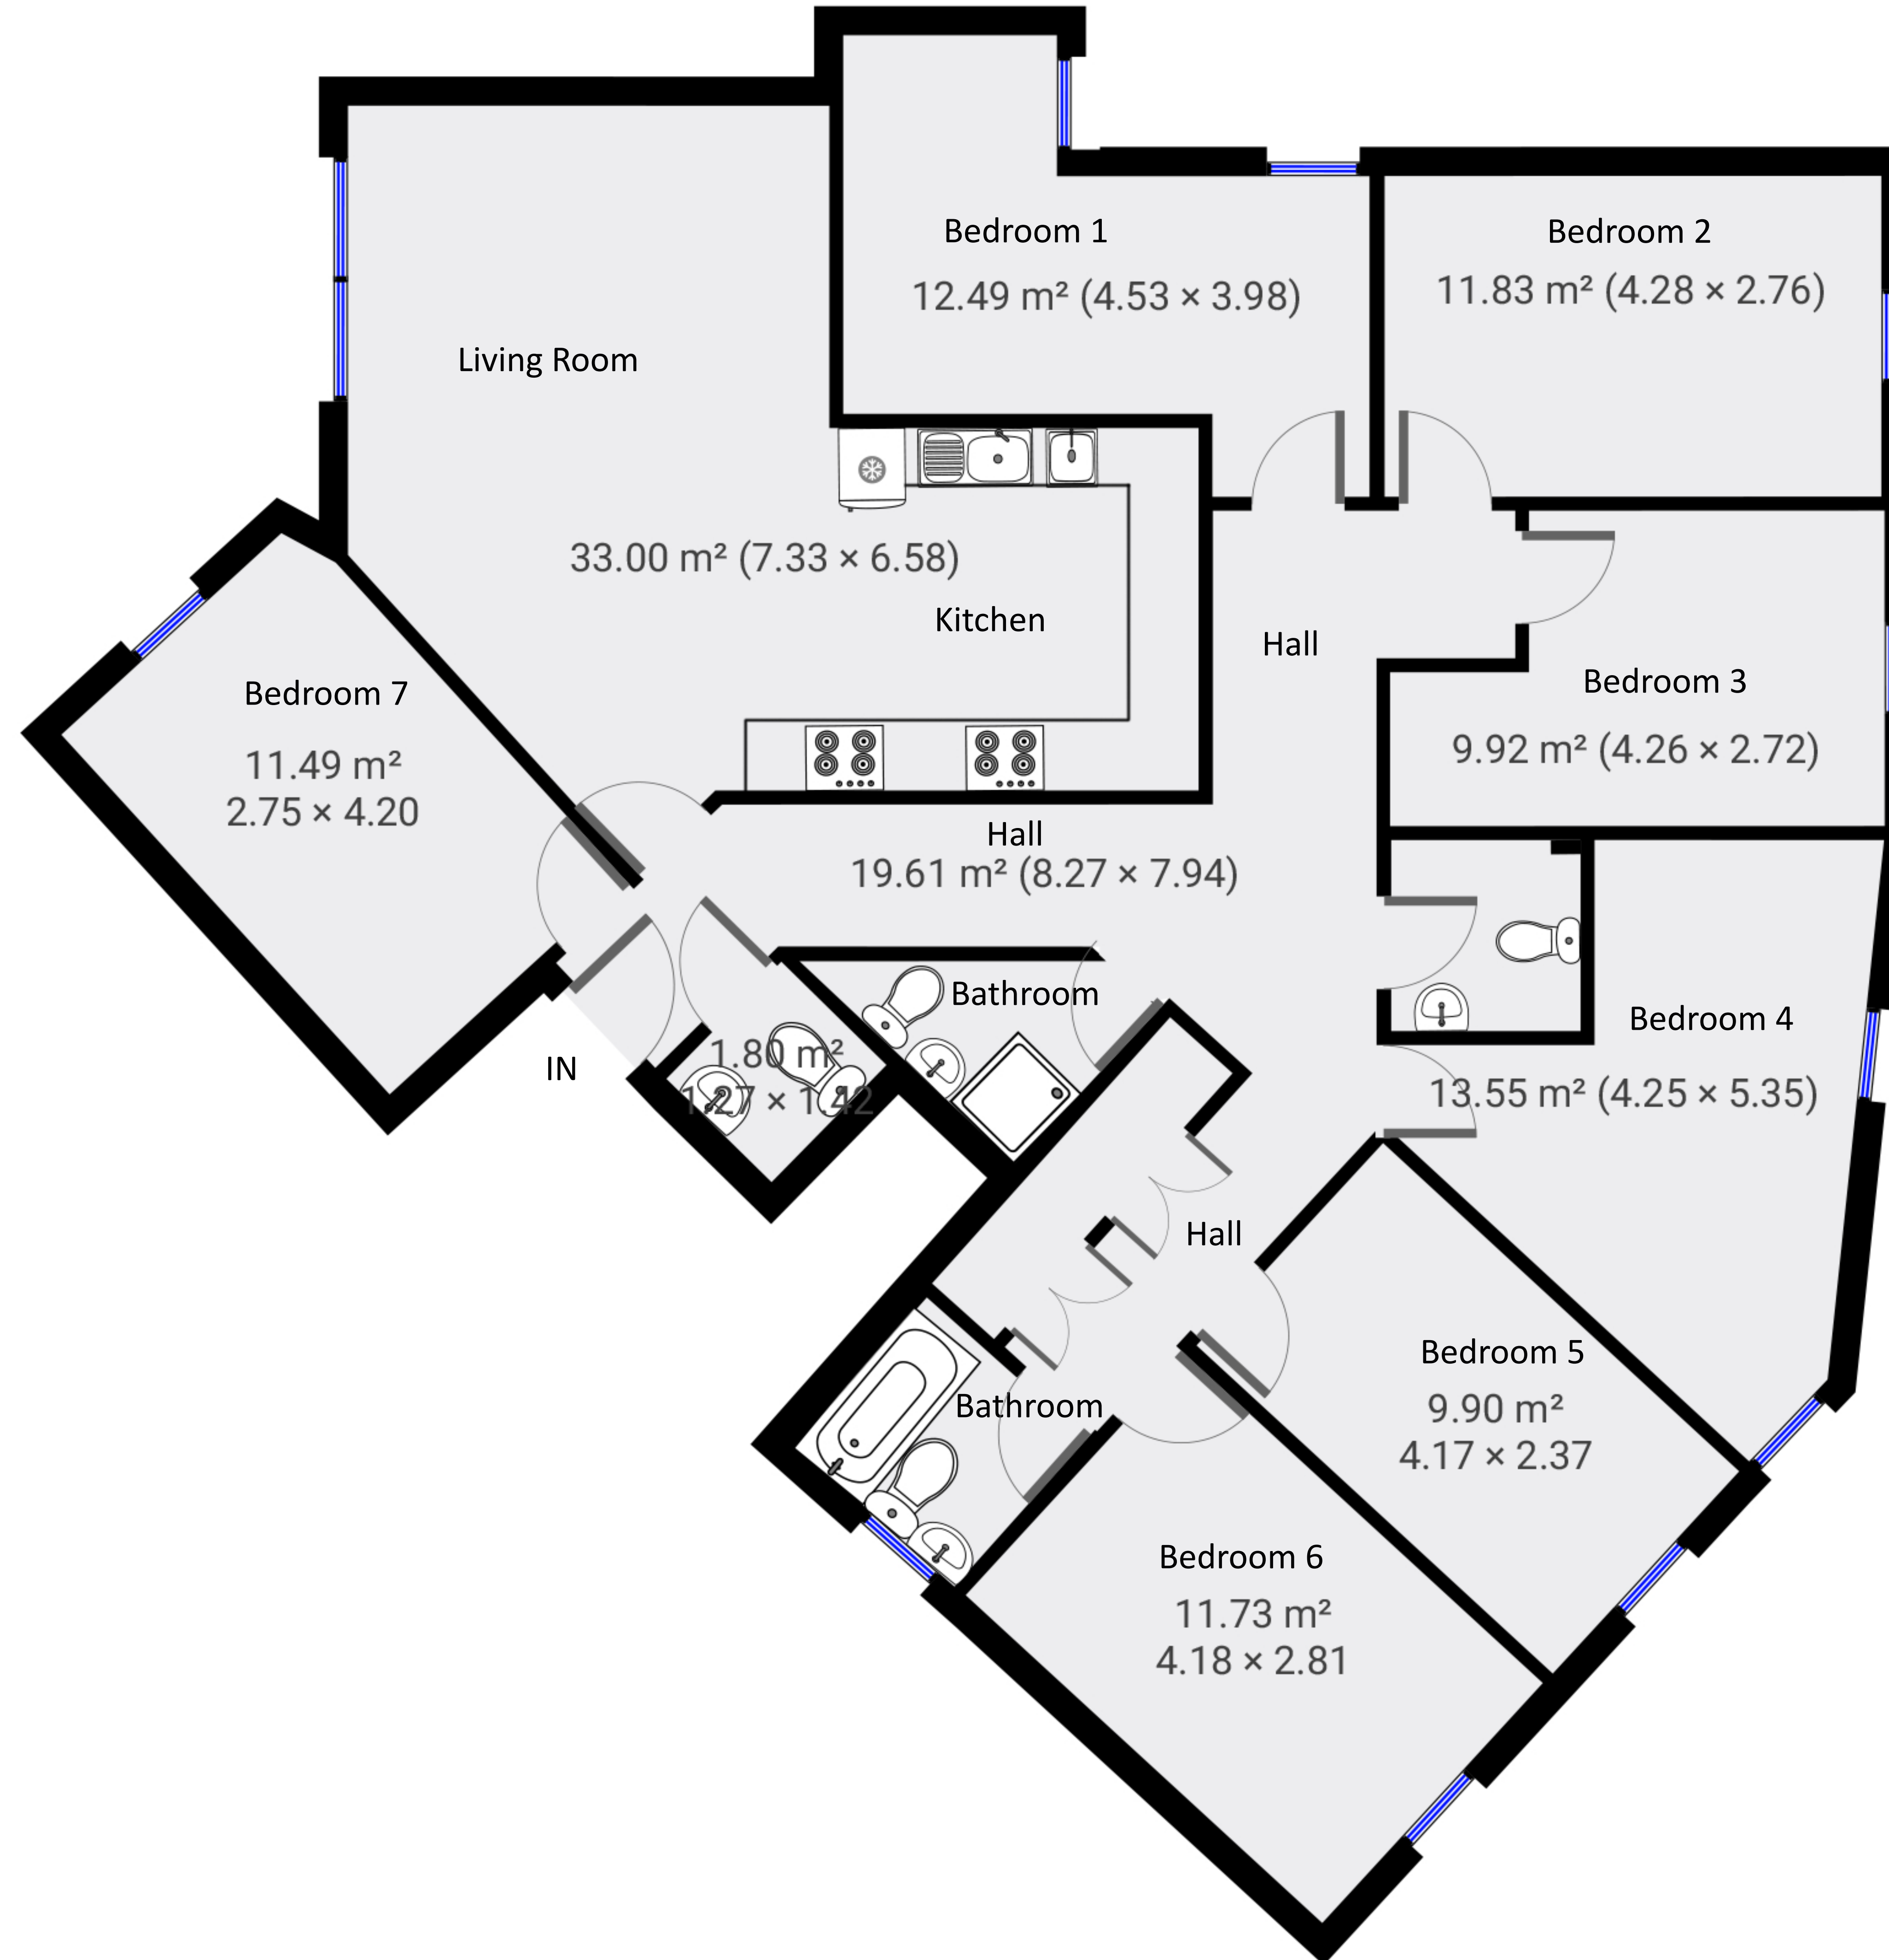 Bedroom 1
12.49 m² (4.53 × 3.98)
Bedroom 2
11.83 m² (4.28 × 2.76)
Living Room
33.00 m² (7.33 × 6.58)
Kitchen
Hall
Bedroom 3
9.92 m² (4.26 × 2.72)
Bedroom 7
11.49 m²
2.75 × 4.20
Hall
19.61 m² (8.27 × 7.94)
Bathroom
Bedroom 4
13.55 m² (4.25 × 5.35)
IN
1.80 m²
1.27 × 1.42
Hall
Bedroom 5
9.90 m²
4.17 × 2.37
Bathroom
Bedroom 6
11.73 m²
4.18 × 2.81